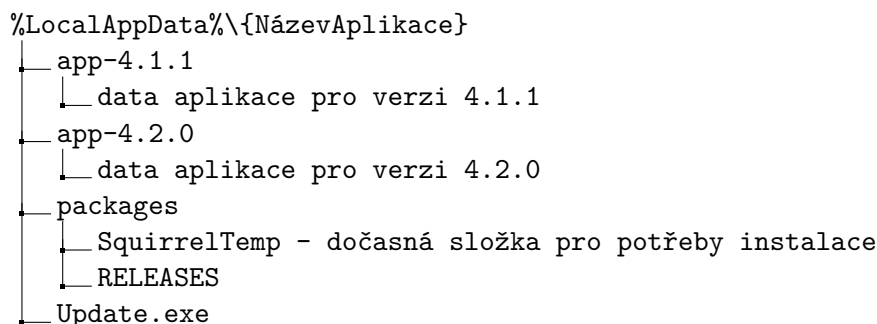 %LocalAppData%\{NázevAplikace}
app-4.1.1
data aplikace pro verzi 4.1.1
app-4.2.0
data aplikace pro verzi 4.2.0
packages
SquirrelTemp - dočasná složka pro potřeby instalace
RELEASES
Update.exe